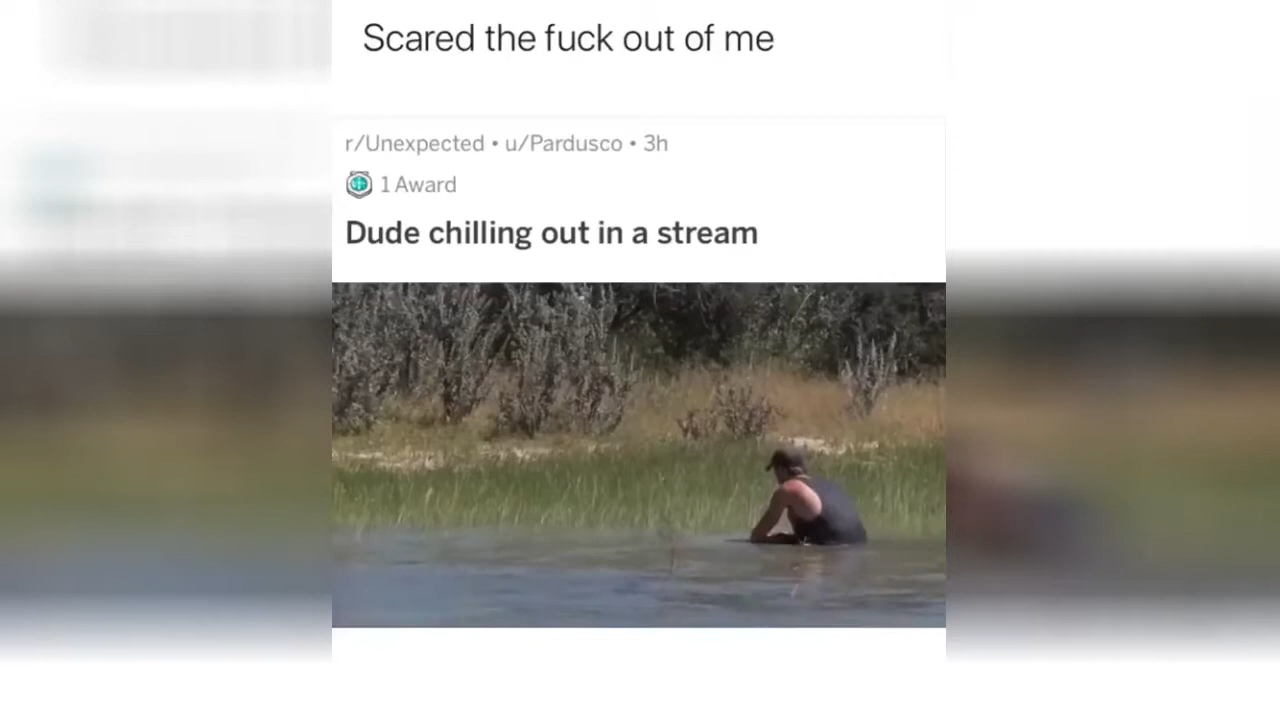 Scared the fuck out of me
r/Unexpected • u/Pardusco • 3h
1 Award
Dude chilling out in a stream